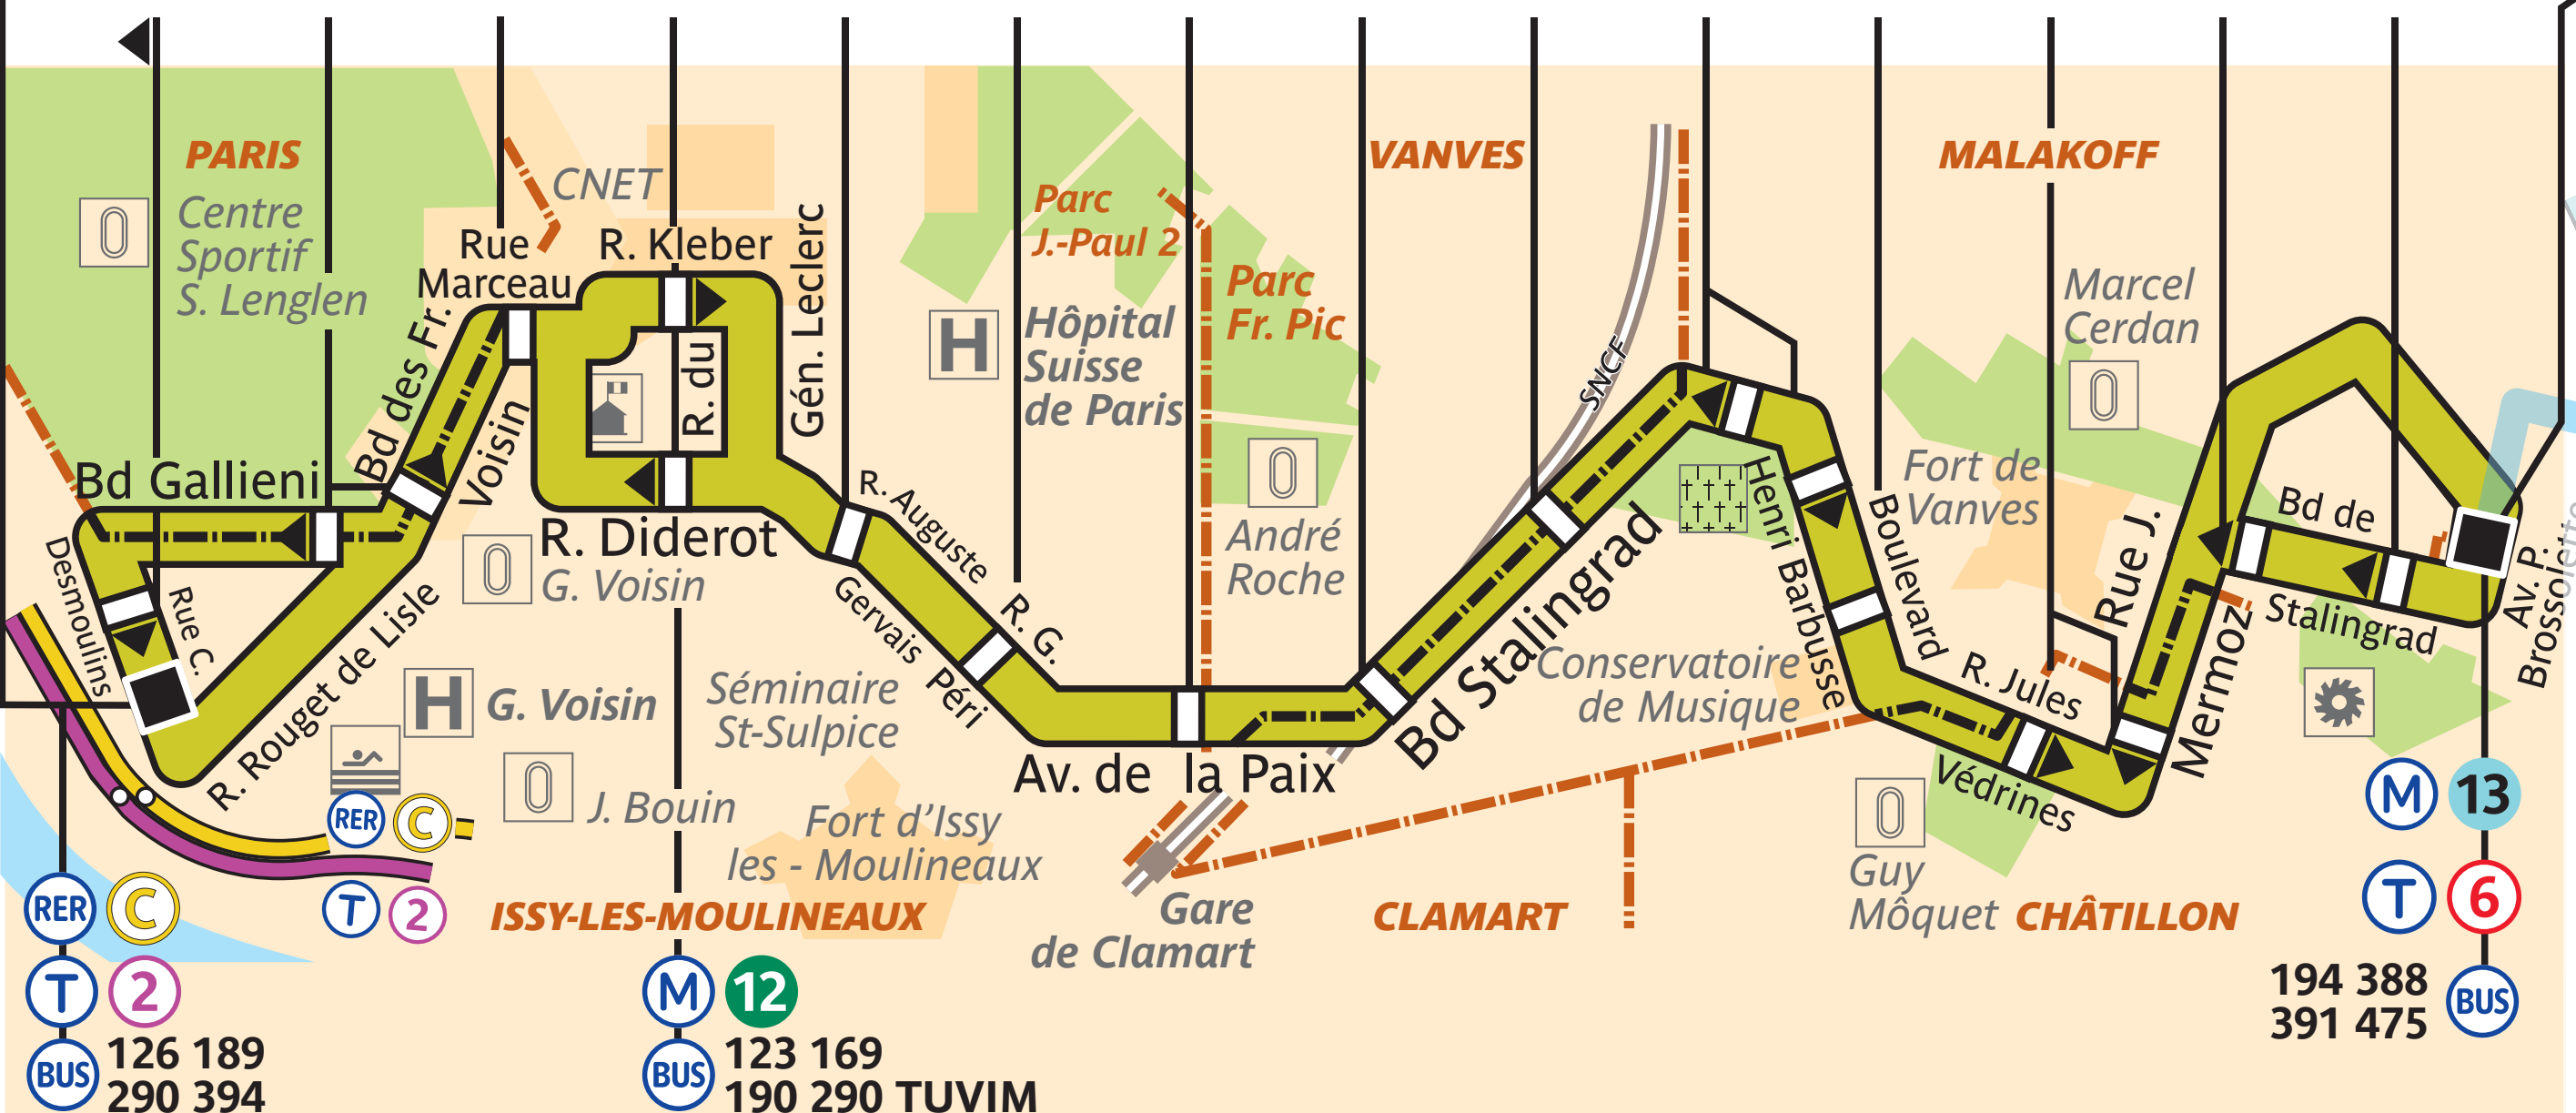 PARIS
Centre
Sportif
S. Lenglen
CNET
Rue
Marceau
R. Kleber
Gén. Leclerc
R. du
Bd des Fr.
Voisin
Bd Gallieni
Desmoulins
Rue C.
R. Rouget de Lisle
R. Diderot
G. Voisin
H
G. Voisin
J. Bouin
RER C
T 2
RER C
T 2
BUS 126 189
290 394
ISSY-LES-MOULINEAUX
M 12
BUS 123 169
190 290 TUVIM
R. Auguste
Gervais
R. G.
Péri
Séminaire
St-Sulpice
Fort d'Issy
les - Moulineaux
H
Hôpital
Suisse
de Paris
Parc
J.-Paul 2
Parc
Fr. Pic
André
Roche
Av. de la Paix
Gare
de Clamart
VANVES
SNCF
Bd Stalingrad
CLAMART
Conservatoire
de Musique
MALAKOFF
Marcel
Cerdan
Fort de
Vanves
Boulevard
Henri Barbusse
R. Jules
Védrines
Guy
Môquet
CHÂTILLON
Rue J.
Mermoz
Bd de
Stalingrad
Av. P.
Brossolette
M 13
T 6
194 388
391 475
BUS